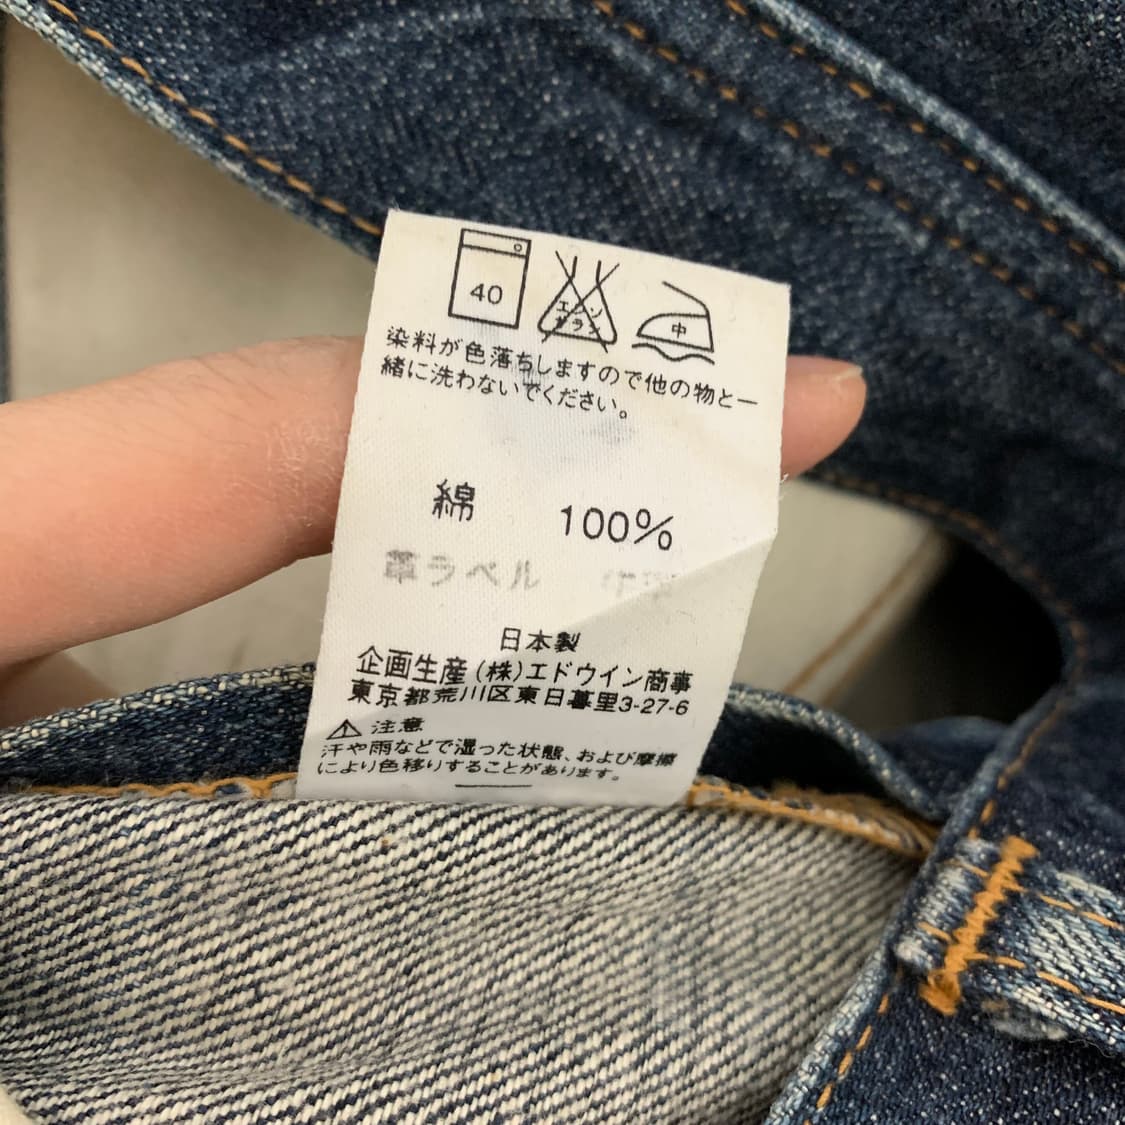 40
エンソ
サラシ
中
染料が色落ちしますので他の物と一
緒に洗わないでください。
綿 100%
革ラベル 牛革
日本製
企画生産(株)エドウイン商事
東京都荒川区東日暮里3-27-6
注意
汗や雨などで湿った状態、および摩擦
により色移りすることがあります。